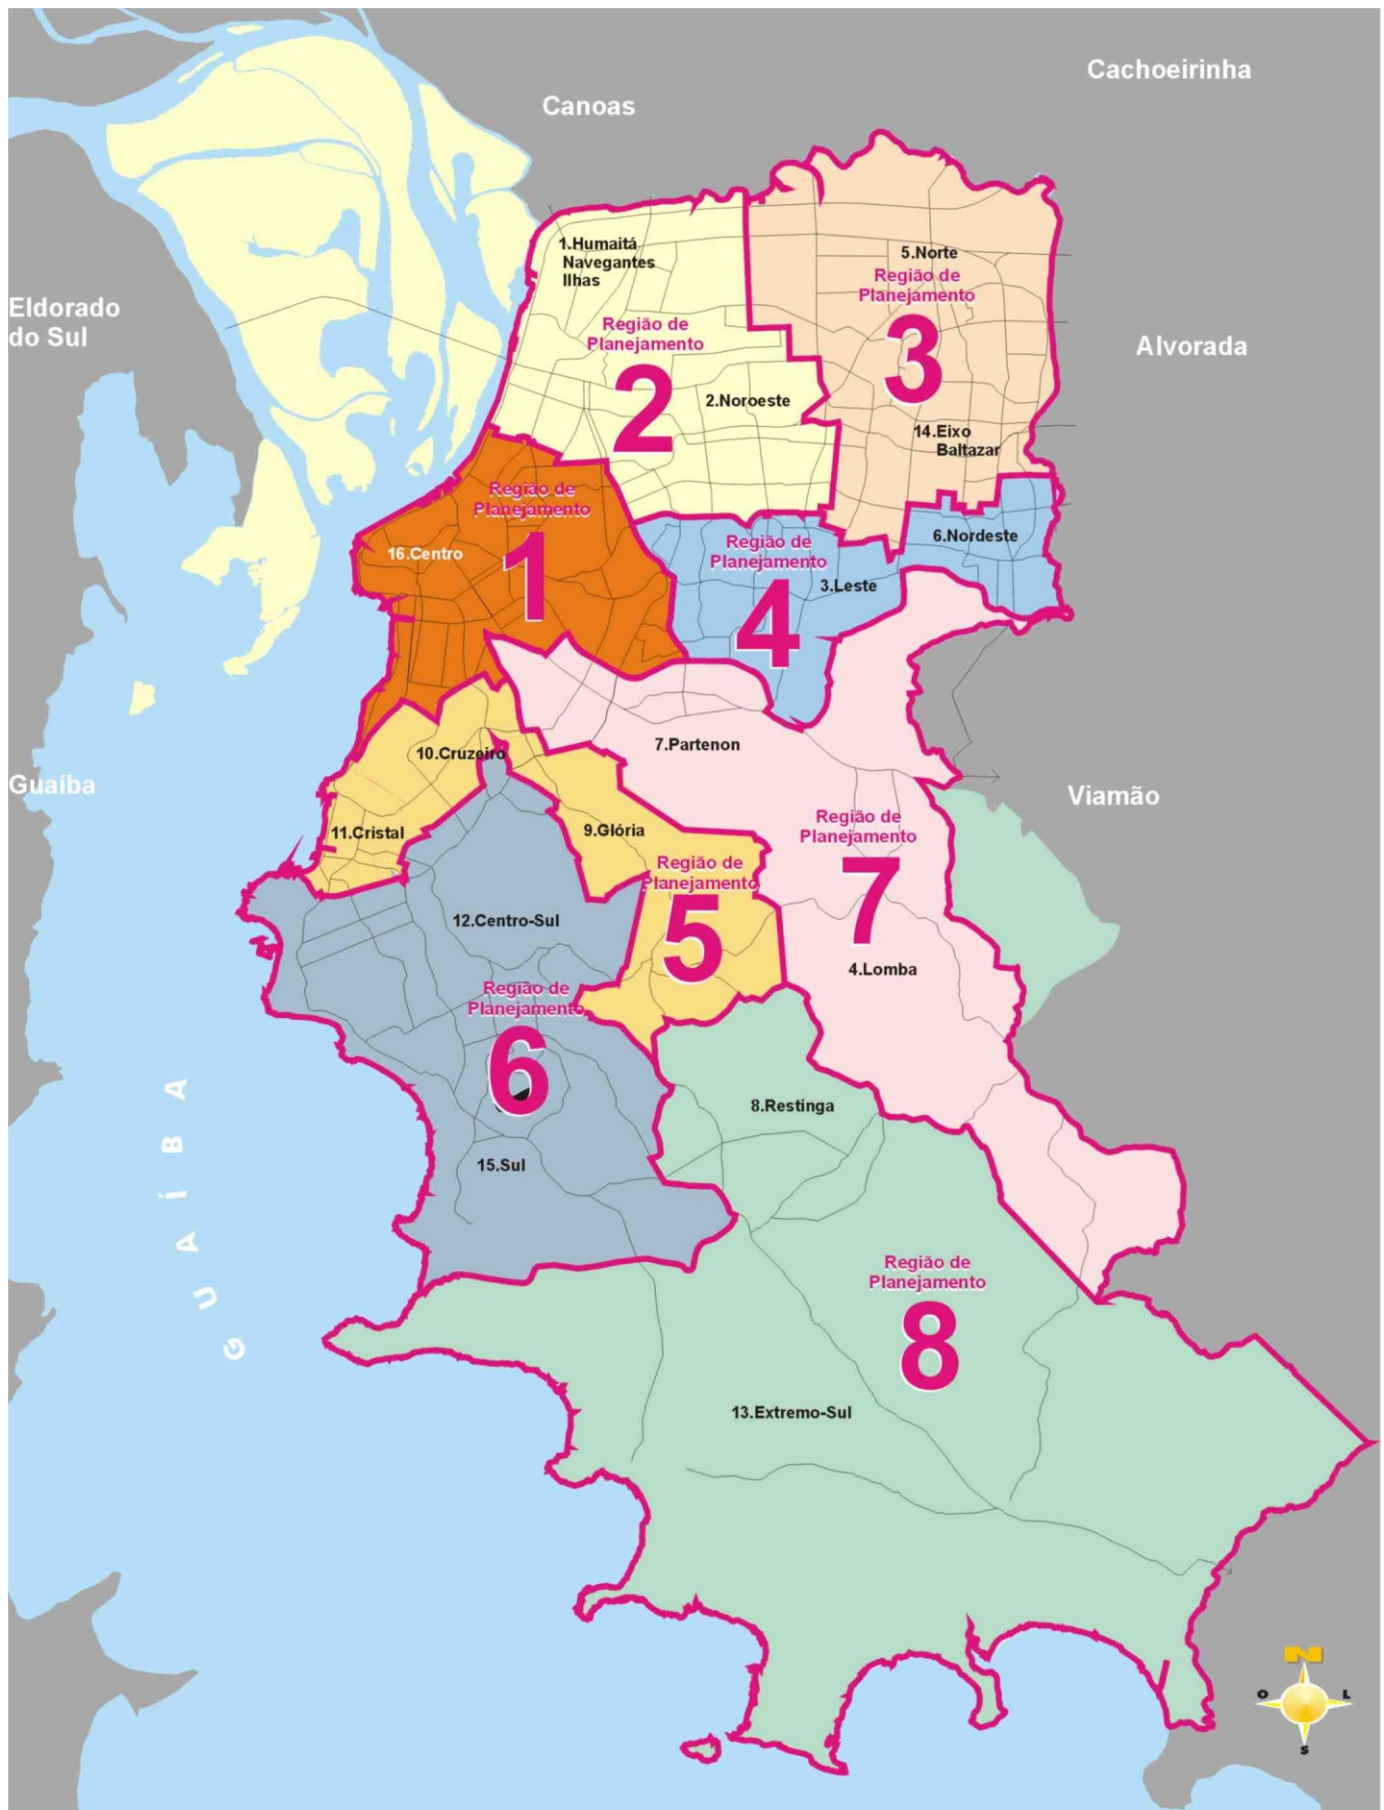 Cachoeirinha
Canoas
1.Humaitá
Navegantes
Ilhas
5.Norte
Região de
Planejamento
3
Eldorado
do Sul
Região de
Planejamento
2
Alvorada
2.Noroeste
14.Eixo
Baltazar
Região de
Planejamento
1
16.Centro
Região de
Planejamento
4
6.Nordeste
3.Leste
7.Partenon
10.Cruzeiro
Guaíba
Viamão
11.Cristal
9.Glória
Região de
Planejamento
7
Região de
Planejamento
5
12.Centro-Sul
4.Lomba
Região de
Planejamento
6
GUAÍBA
8.Restinga
15.Sul
Região de
Planejamento
8
13.Extremo-Sul
N
O L
S